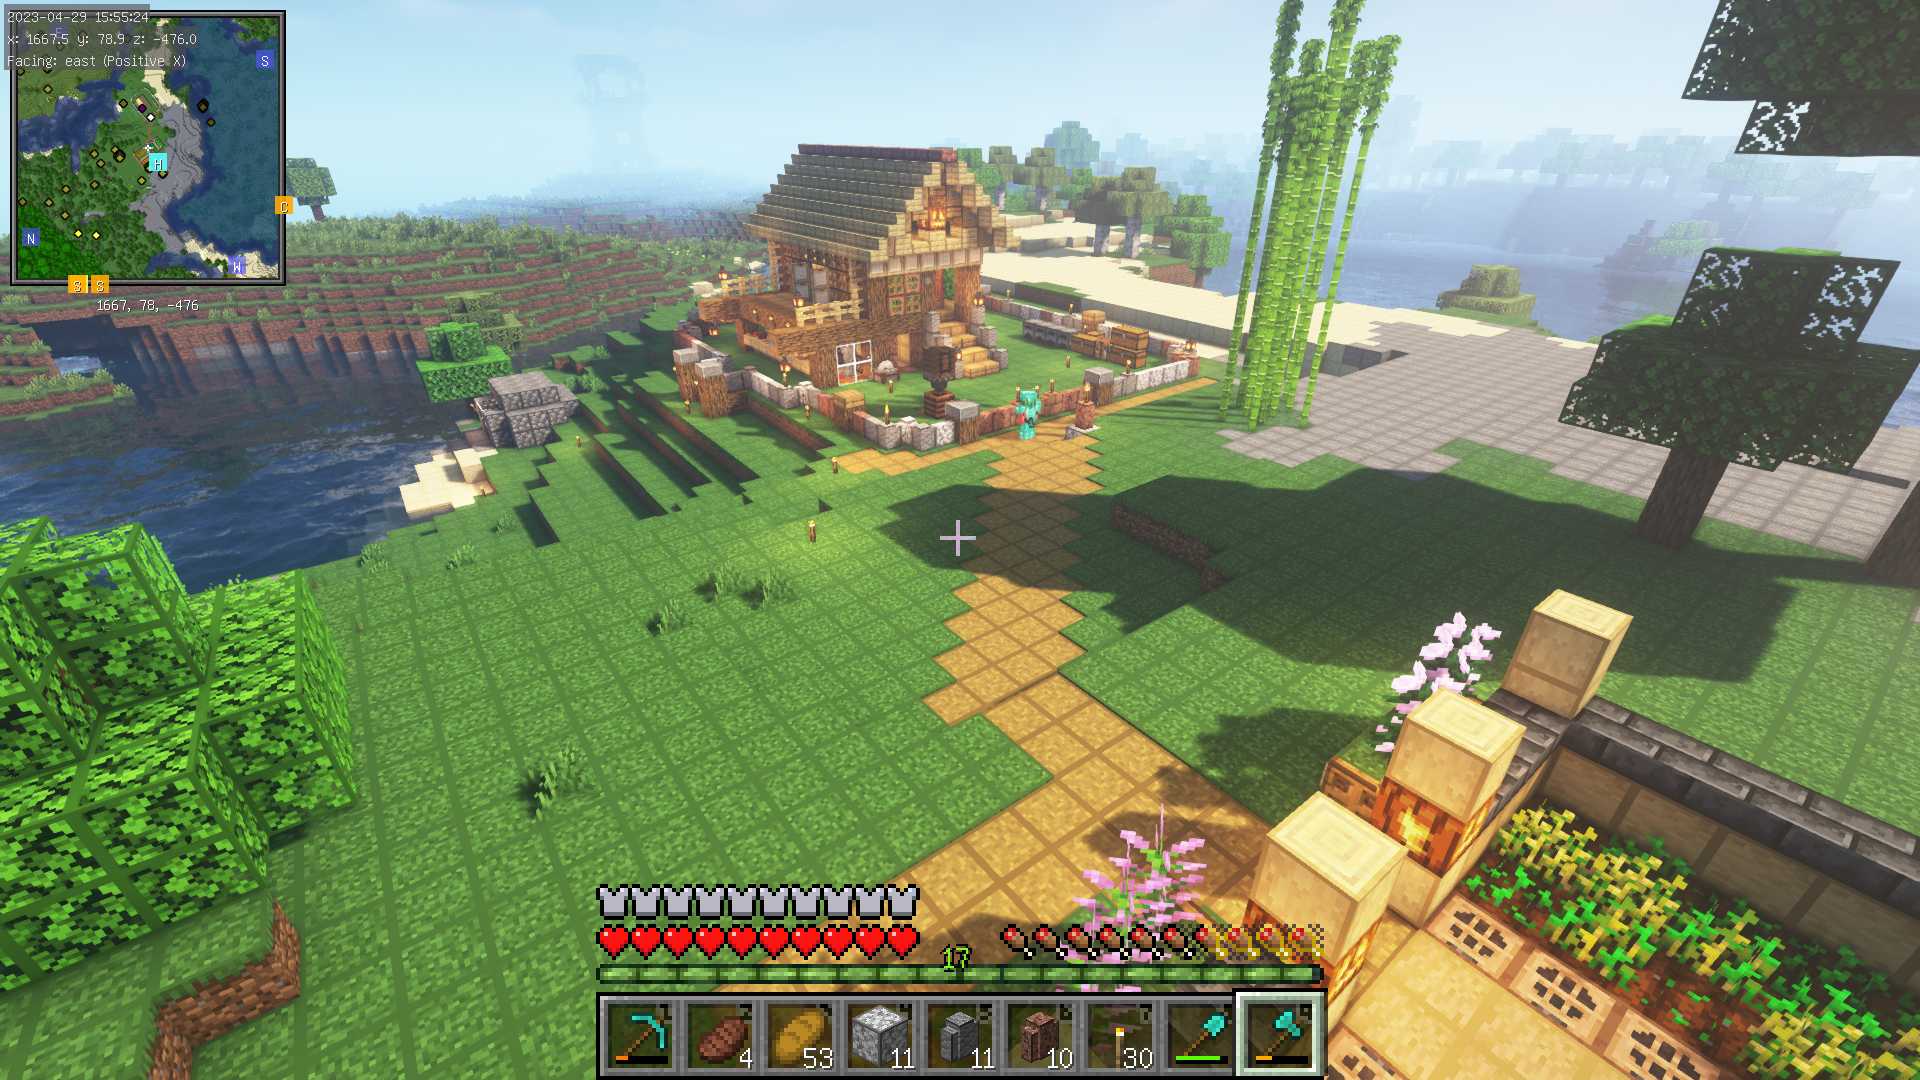 2023-04-29 15:55:24
x: 1667.5 y: 78.9 z: -476.0
Facing: east (Positive X)
S
H
C
N
W
S S
1667, 78, -476
17
4 53 11 11 10 30